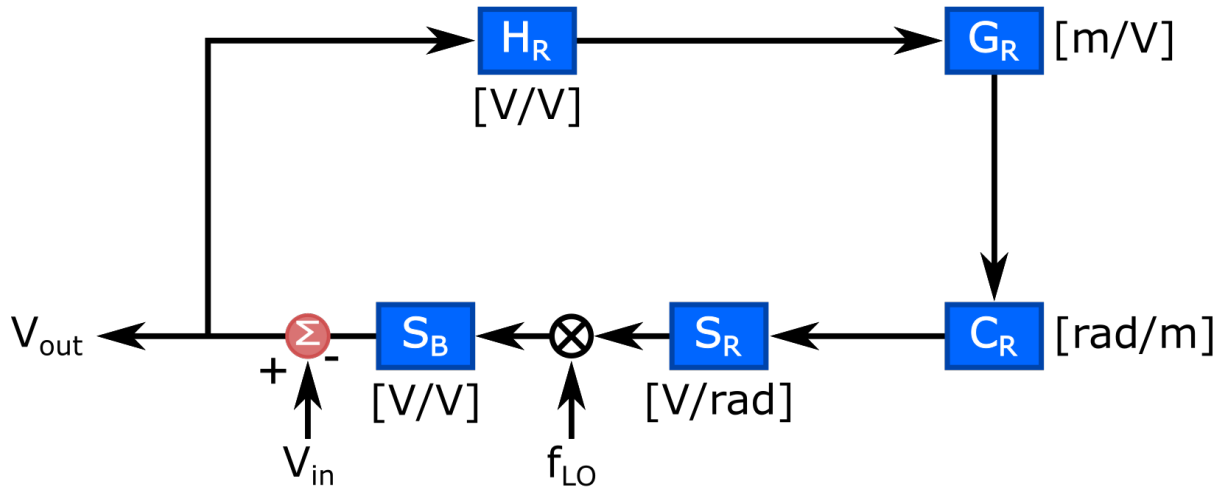 H_R
[V/V]
G_R [m/V]
V_out
+ Σ -
S_B
[V/V]
S_R
[V/rad]
C_R [rad/m]
V_in
f_LO